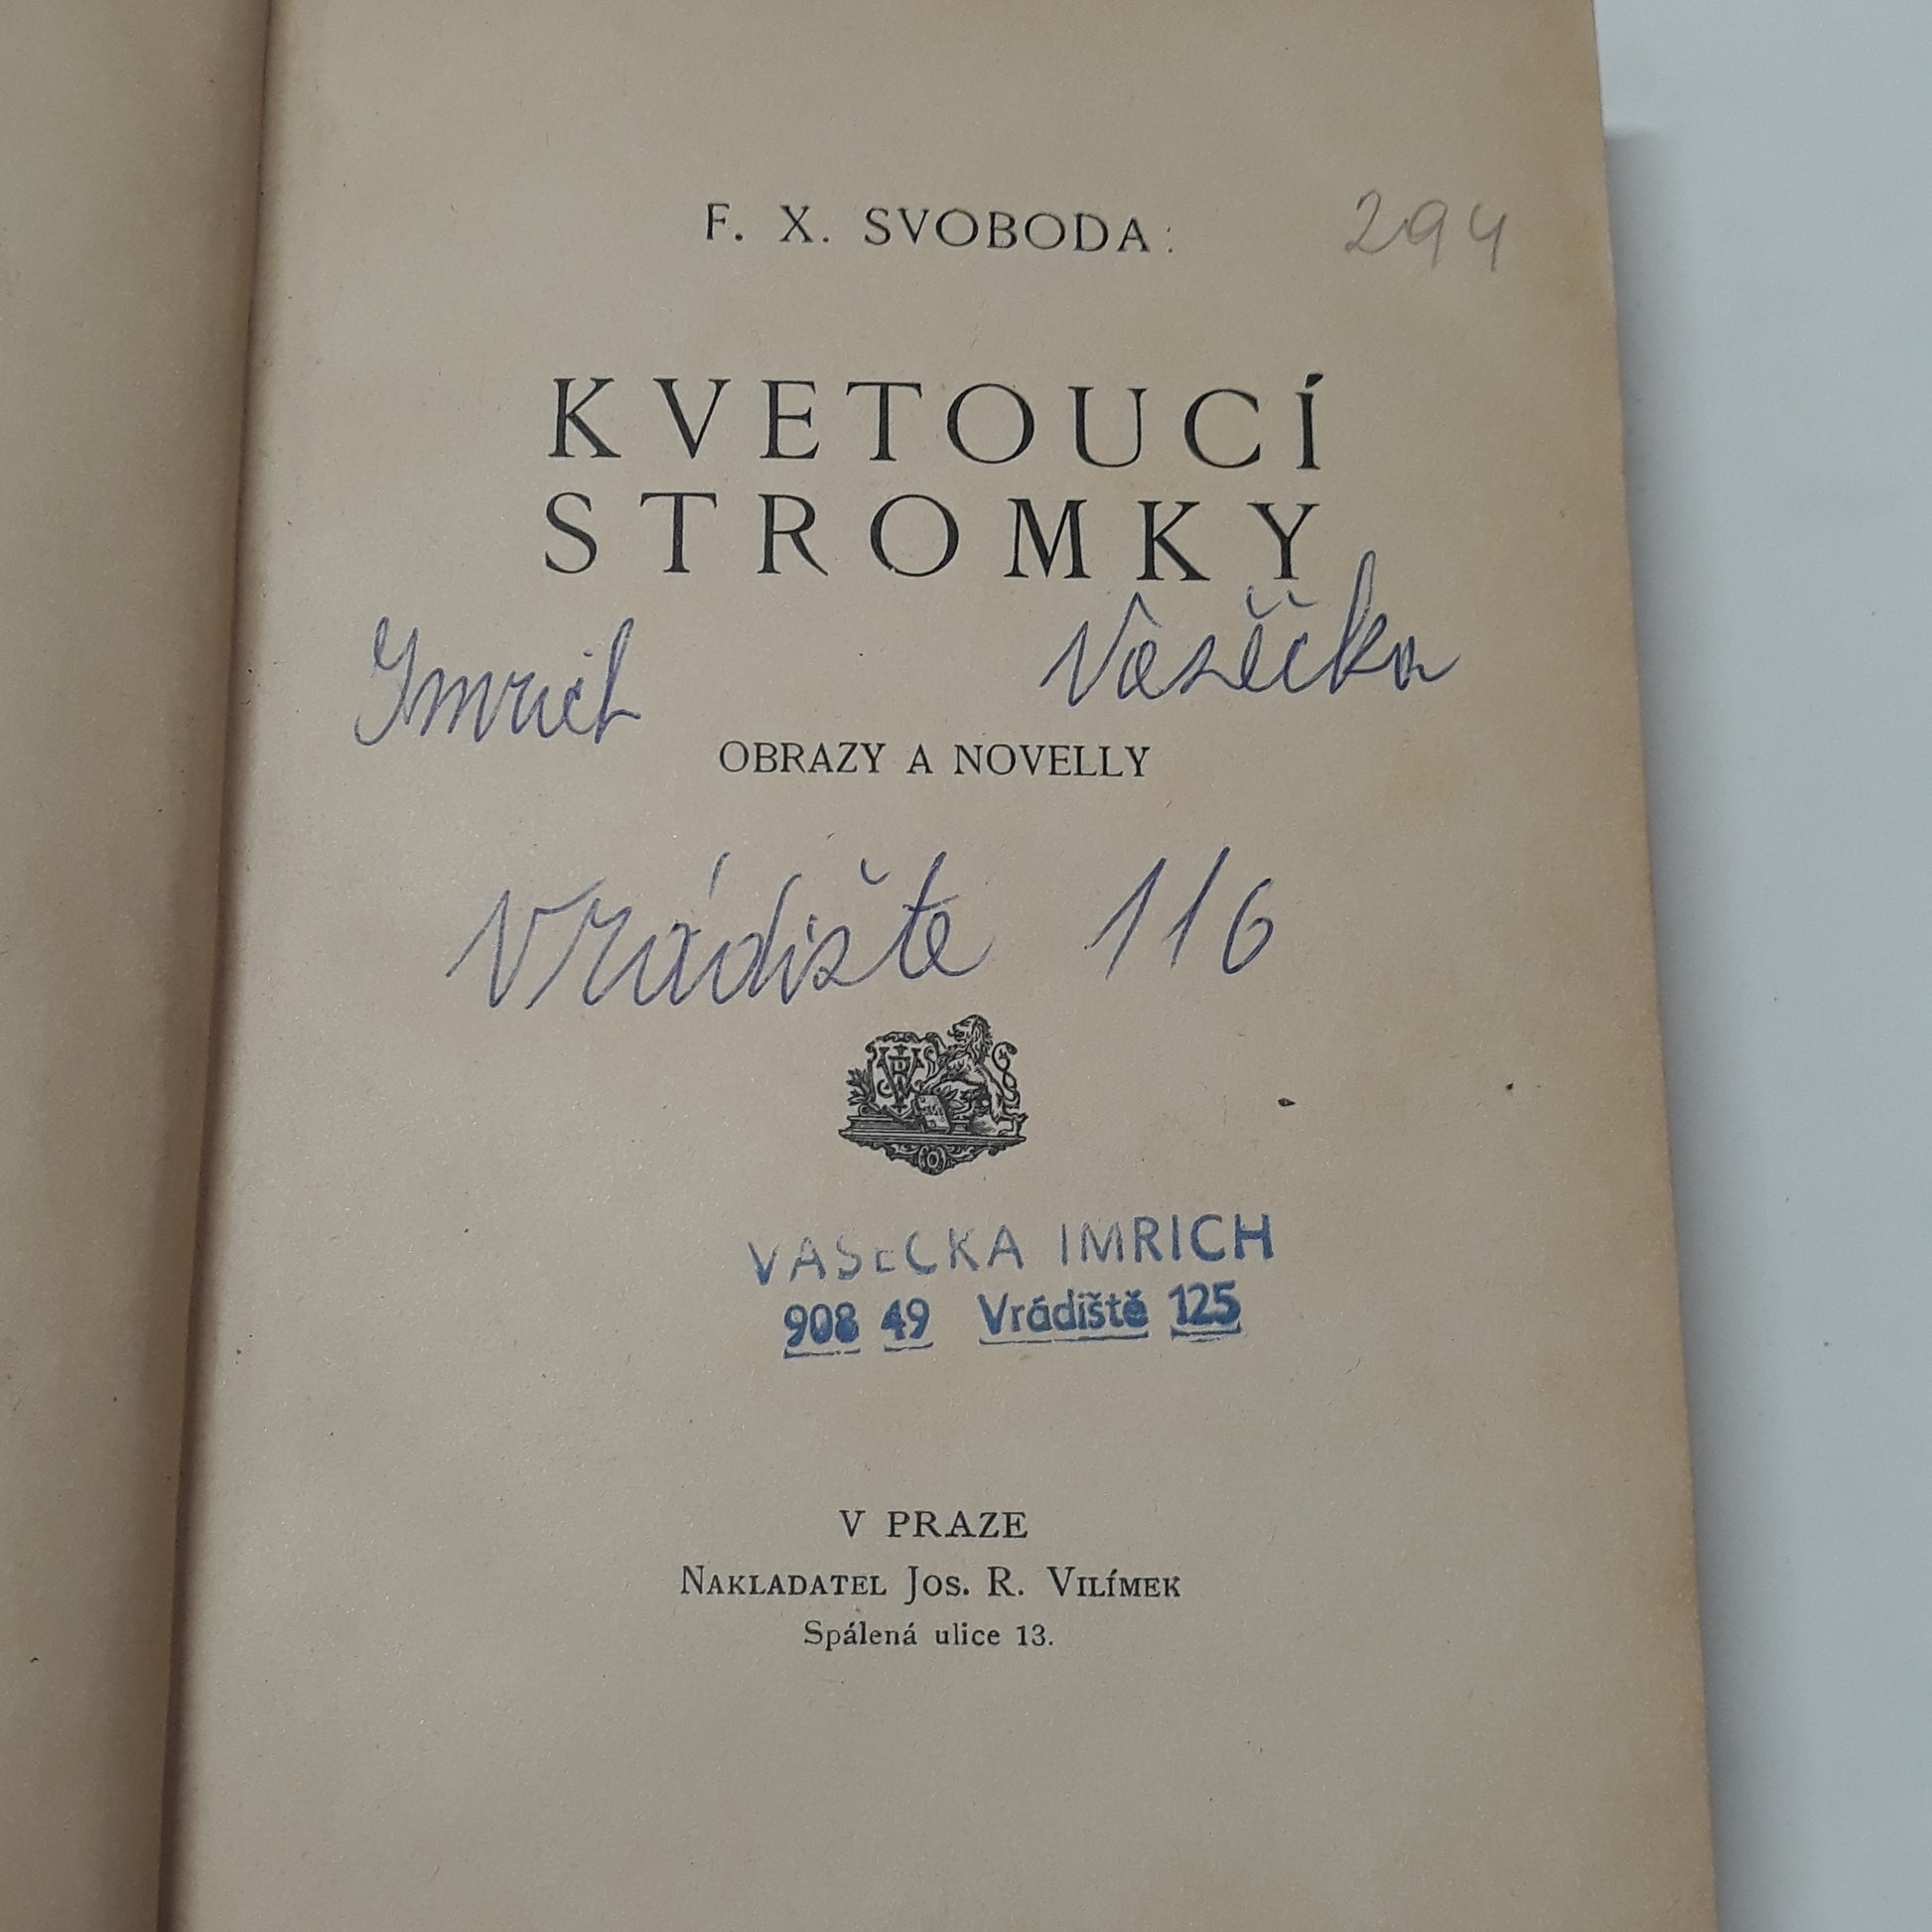 F. X. SVOBODA:
294
KVETOUCÍ
STROMKY
Imrich Vasečka
OBRAZY A NOVELLY
Vrádište 116
VASECKA IMRICH
908 49 Vrádiště 125
V PRAZE
NAKLADATEL JOS. R. VILÍMEK
Spálená ulice 13.